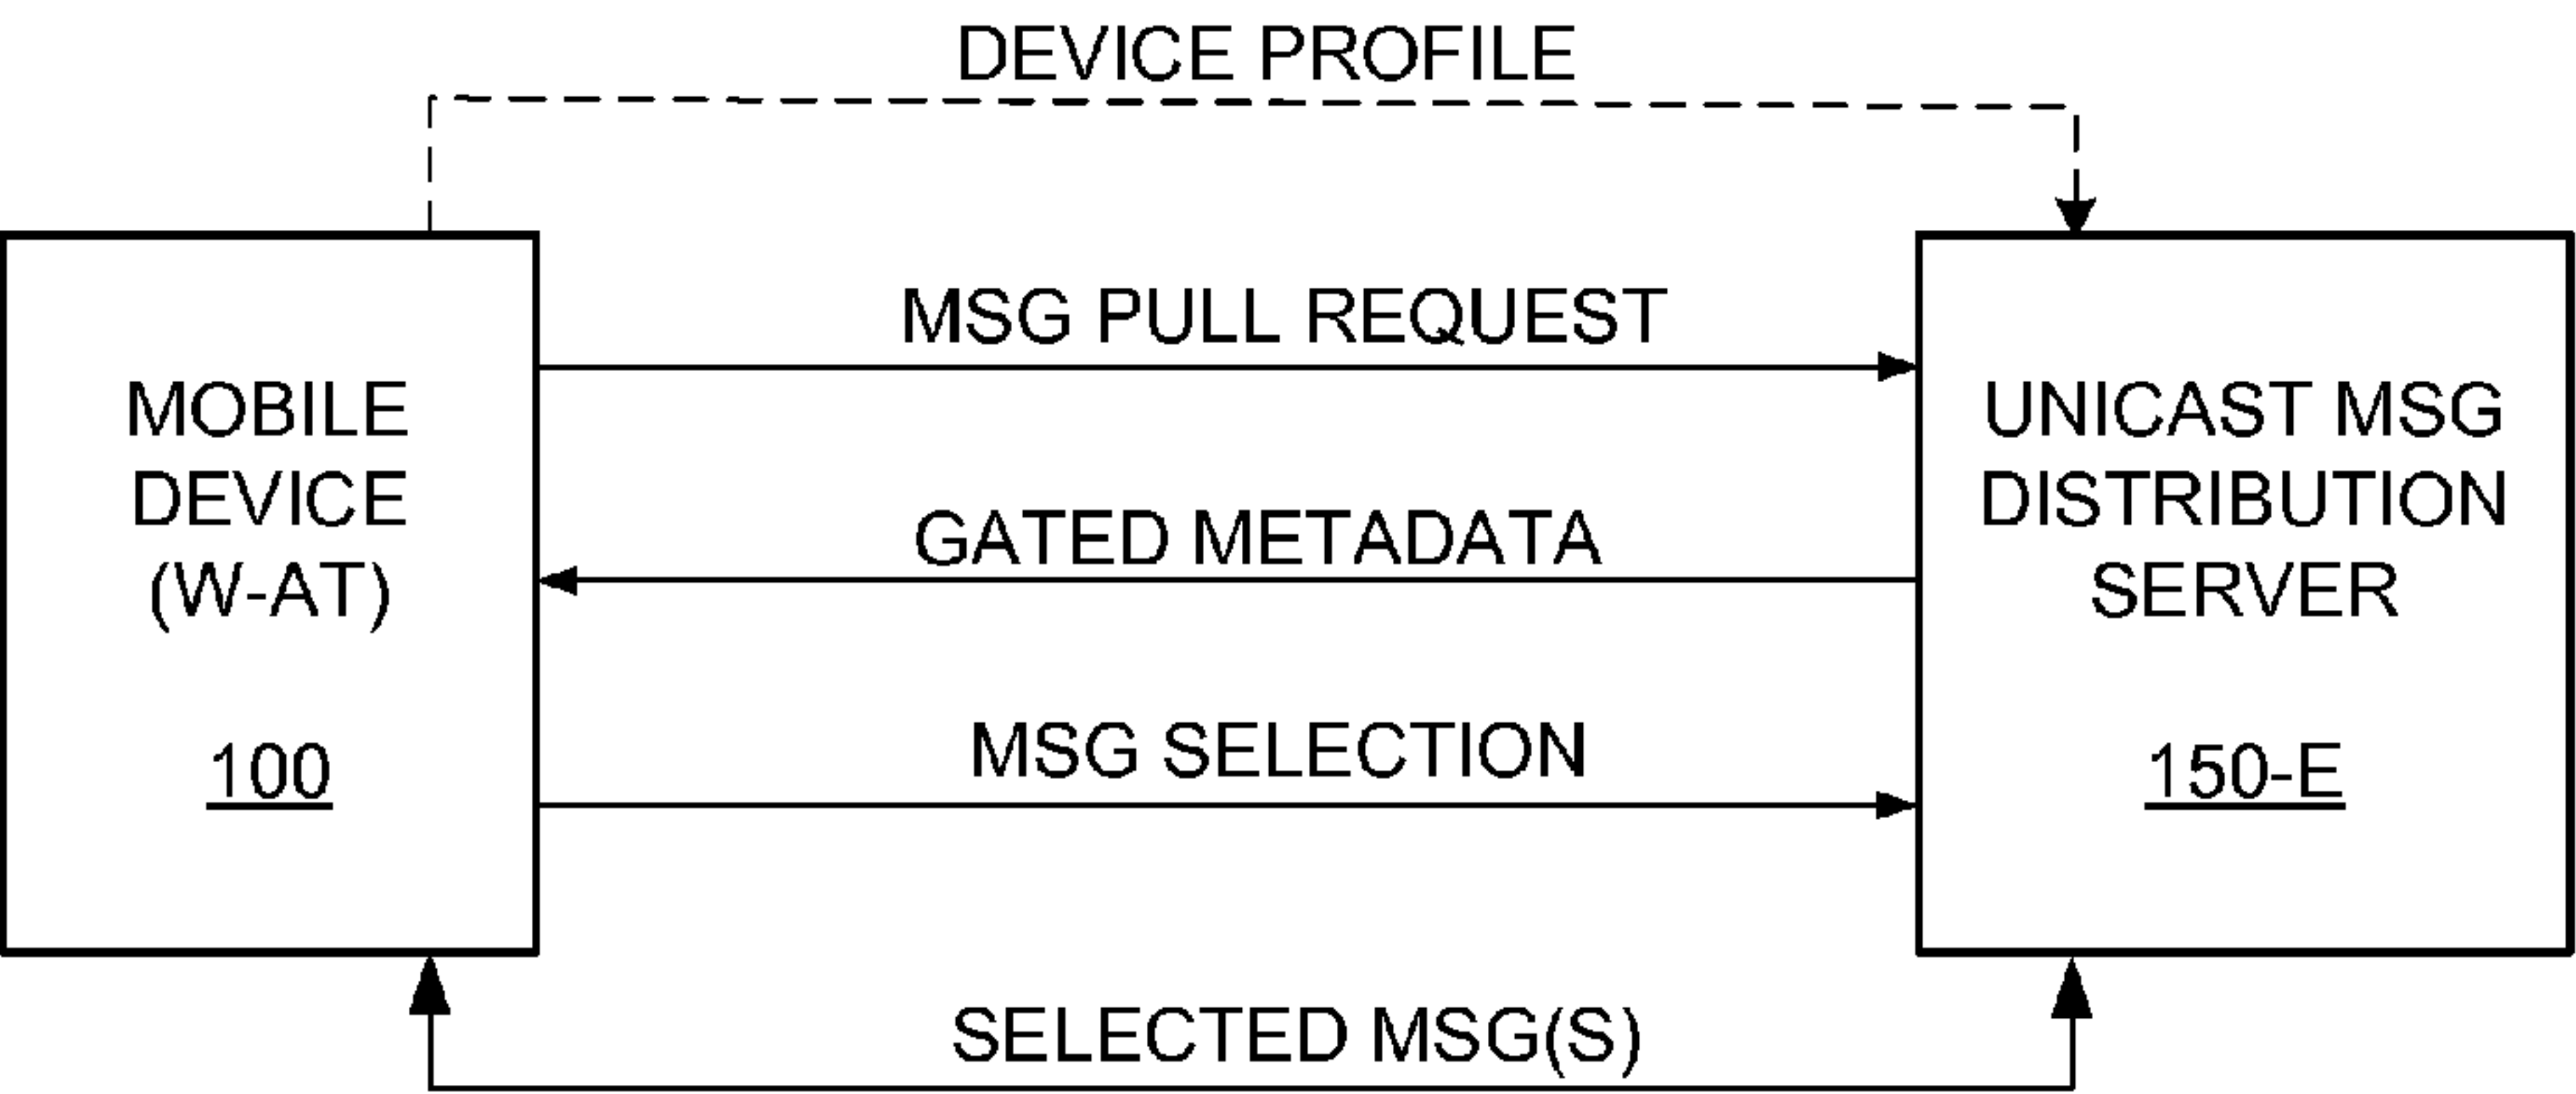 DEVICE PROFILE
MSG PULL REQUEST
MOBILE
DEVICE
(W-AT)
100
GATED METADATA
MSG SELECTION
UNICAST MSG
DISTRIBUTION
SERVER
150-E
SELECTED MSG(S)